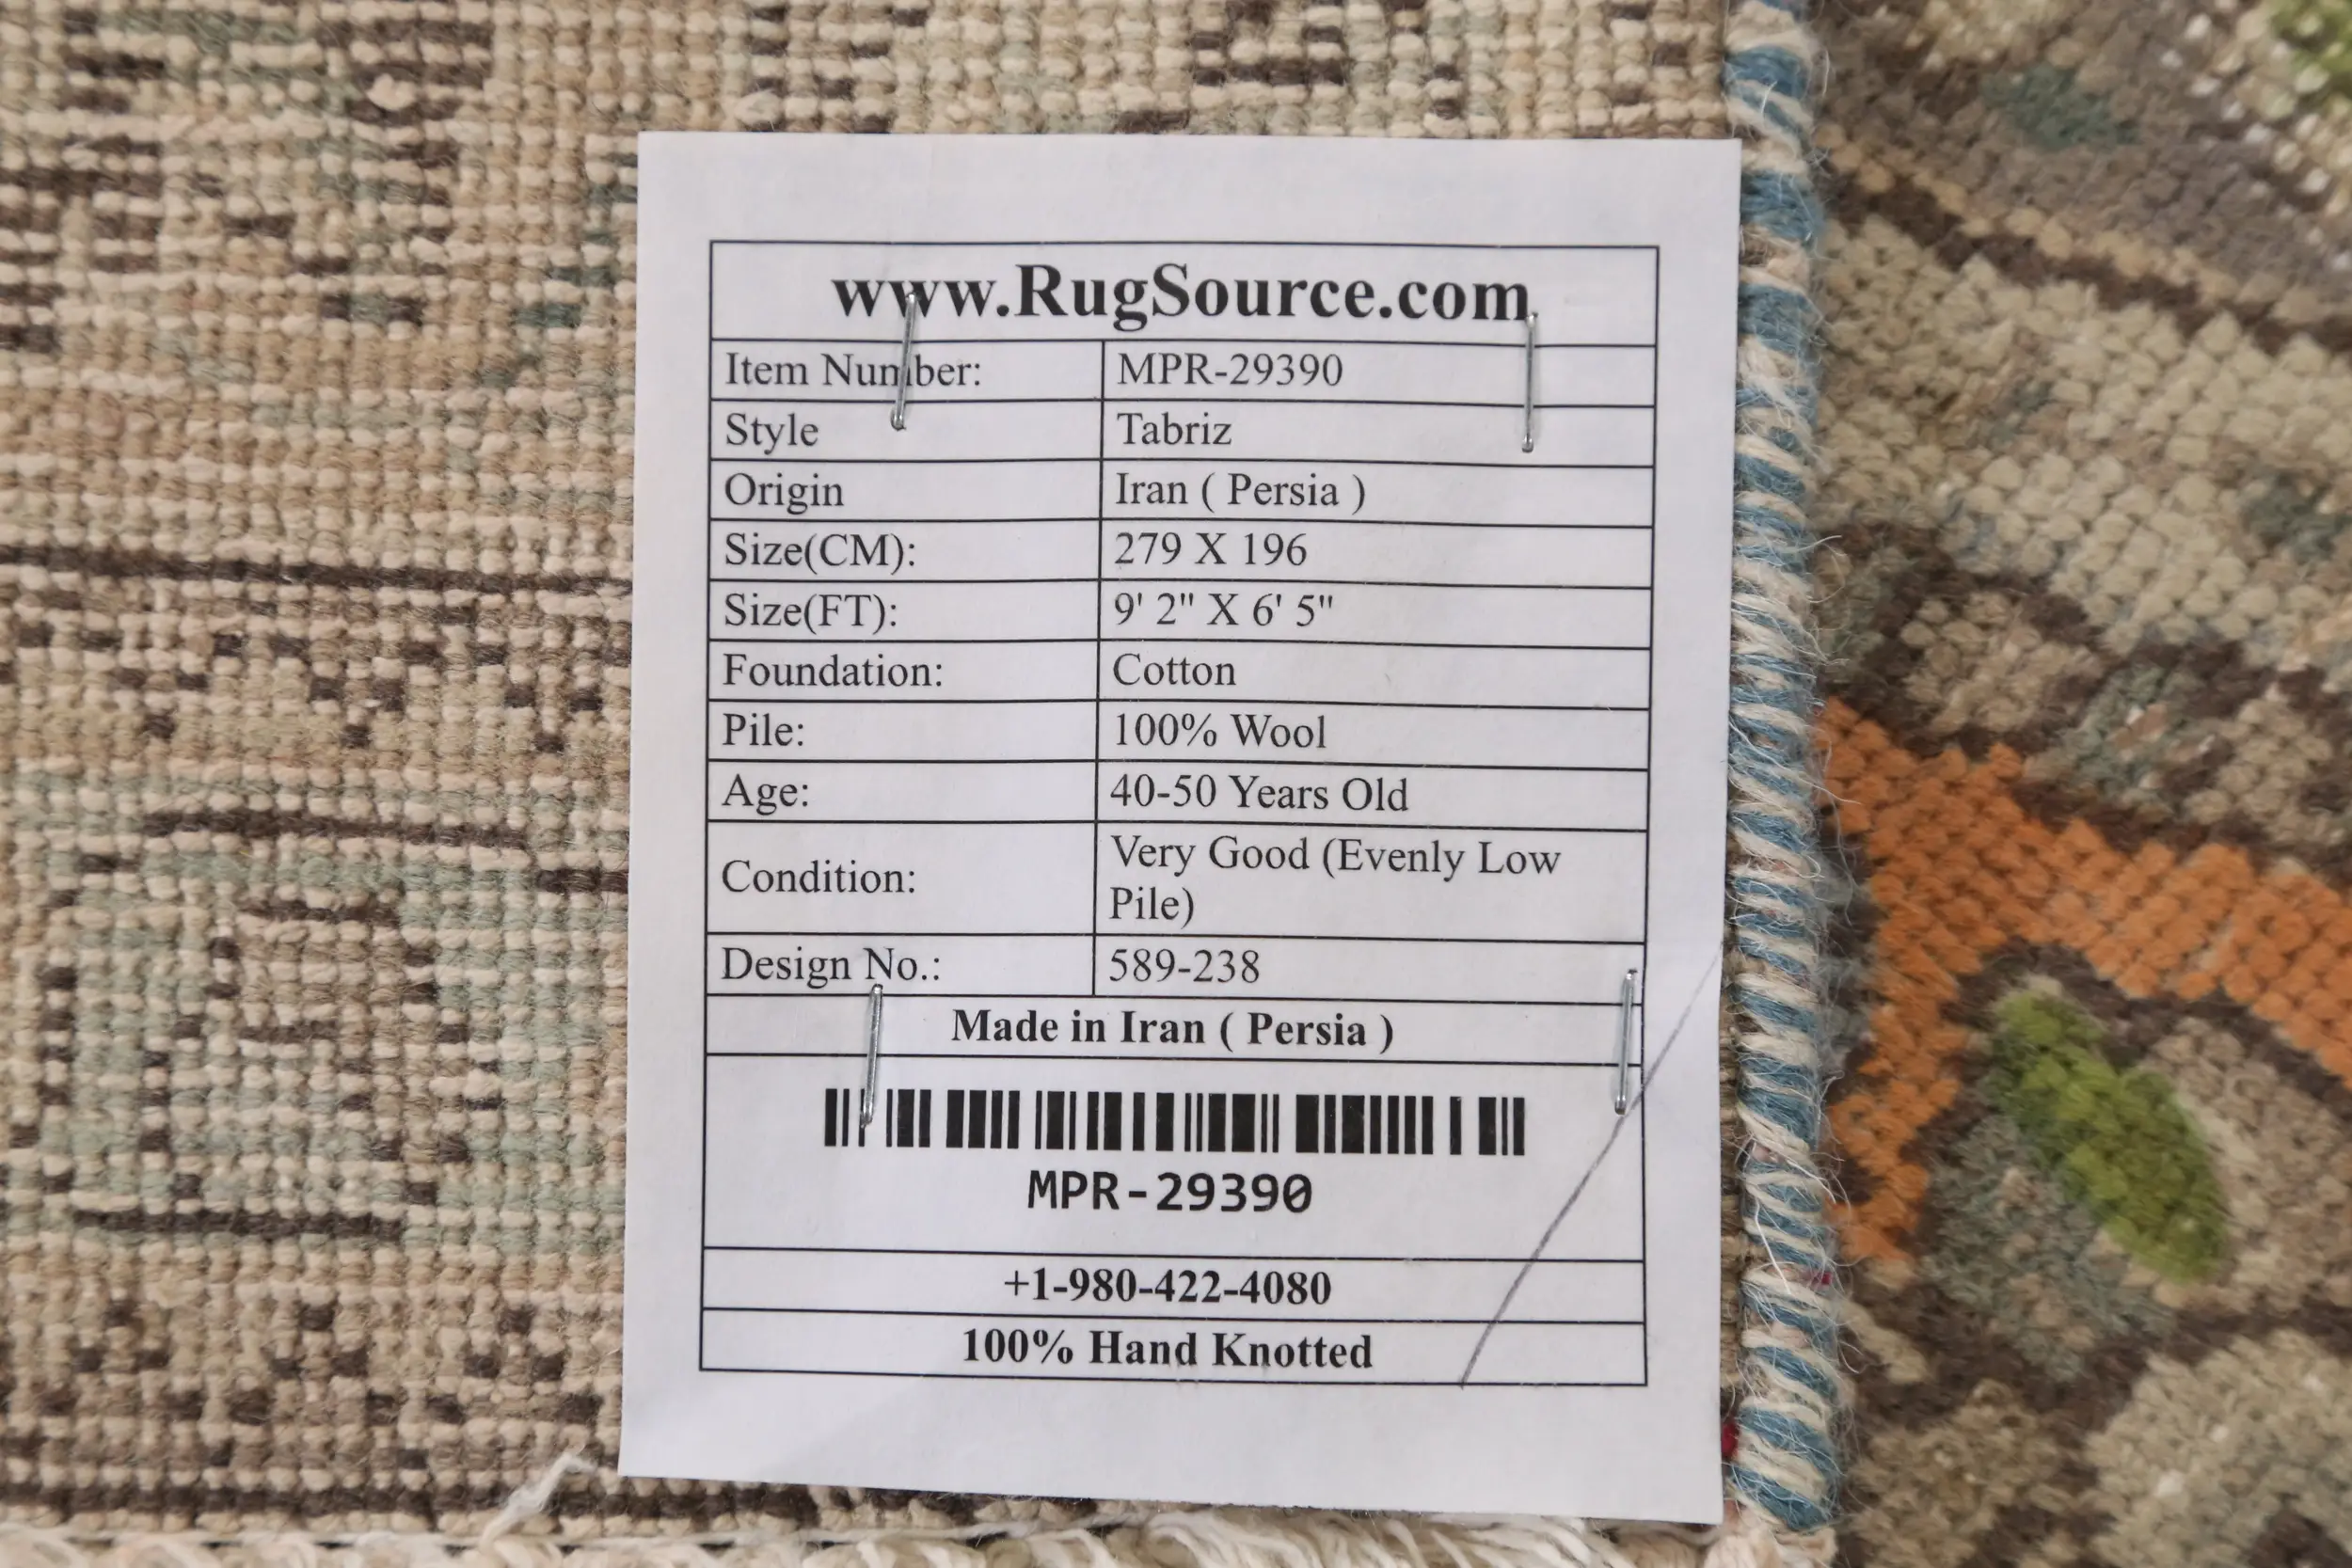 www.RugSource.com
Item Number: MPR-29390
Style Tabriz
Origin Iran ( Persia )
Size(CM): 279 X 196
Size(FT): 9' 2" X 6' 5"
Foundation: Cotton
Pile: 100% Wool
Age: 40-50 Years Old
Condition: Very Good (Evenly Low
Pile)
Design No.: 589-238
Made in Iran ( Persia )
MPR-29390
+1-980-422-4080
100% Hand Knotted